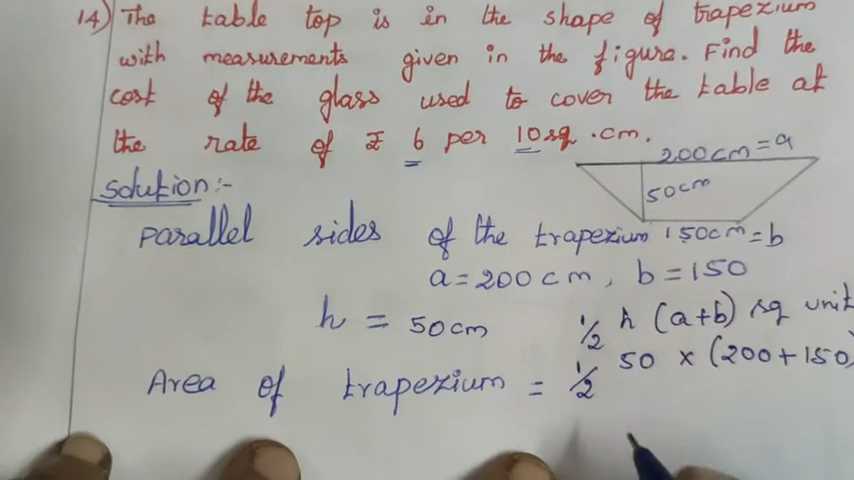 14) The table top is in the shape of trapezium
with measurements given in the figure. Find the
cost of the glass used to cover the table at
the rate of ₹ 6 per 10 sq.cm.
200cm = a
50cm
150cm = b
Solution:-
Parallel sides of the trapezium
a = 200 cm, b = 150
h = 50cm
1/2 h (a+b) sq unit
Area of trapezium = 1/2 50 x (200 + 150)